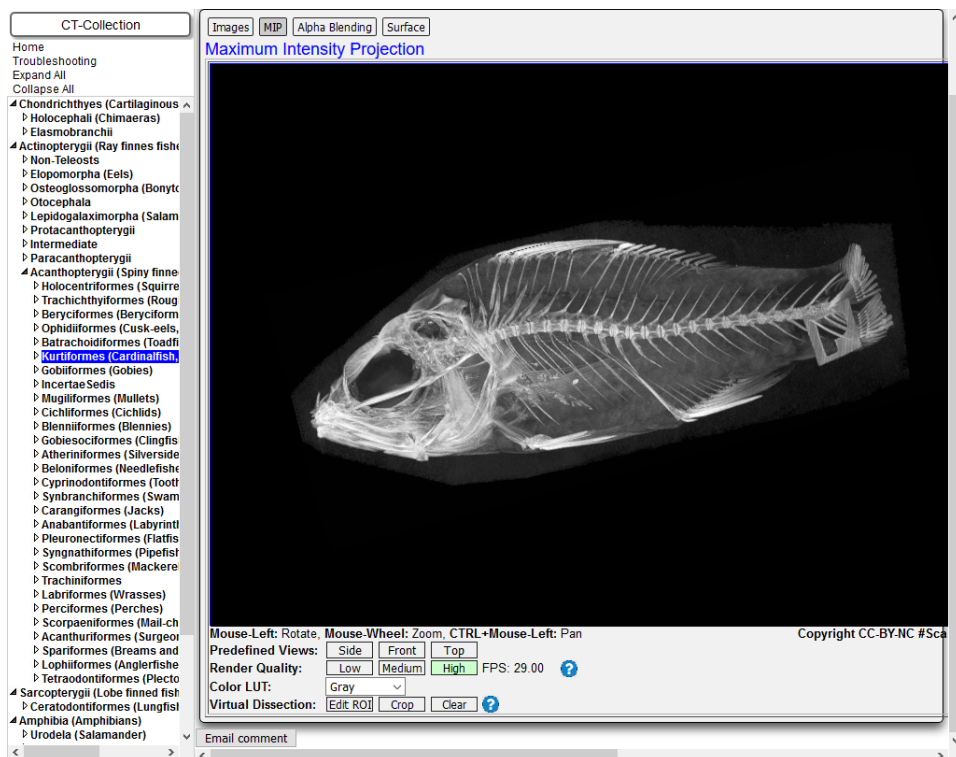 CT-Collection
Home
Troubleshooting
Expand All
Collapse All
Chondrichthyes (Cartilaginous
Holocephali (Chimaeras)
Elasmobranchii
Actinopterygii (Ray finnes fishe
Non-Teleosts
Elopomorpha (Eels)
Osteoglossomorpha (Bonyto
Otocephala
Lepidogalaximorpha (Salam
Protacanthopterygii
Intermediate
Paracanthopterygii
Acanthopterygii (Spiny finne
Holocentriformes (Squirre
Trachichthyiformes (Roug
Beryciformes (Beryciform
Ophidiiformes (Cusk-eels,
Batrachoidiformes (Toadfi
Kurtiformes (Cardinalfish,
Gobiiformes (Gobies)
IncertaeSedis
Mugiliformes (Mullets)
Cichliformes (Cichlids)
Blenniiformes (Blennies)
Gobiesociformes (Clingfis
Atheriniformes (Silverside
Beloniformes (Needlefishe
Cyprinodontiformes (Tooth
Synbranchiformes (Swam
Carangiformes (Jacks)
Anabantiformes (Labyrinth
Pleuronectiformes (Flatfis
Syngnathiformes (Pipefish
Scombriformes (Mackerel
Trachiniformes
Labriformes (Wrasses)
Perciformes (Perches)
Scorpaeniformes (Mail-ch
Acanthuriformes (Surgeon
Spariformes (Breams and
Lophiiformes (Anglerfishe
Tetraodontiformes (Plecto
Sarcopterygii (Lobe finned fish
Ceratodontiformes (Lungfish
Amphibia (Amphibians)
Urodela (Salamander)
Images MIP Alpha Blending Surface
Maximum Intensity Projection
Mouse-Left: Rotate, Mouse-Wheel: Zoom, CTRL+Mouse-Left: Pan Copyright CC-BY-NC #Sca
Predefined Views: Side Front Top
Render Quality: Low Medium High FPS: 29.00 ?
Color LUT: Gray
Virtual Dissection: Edit ROI Crop Clear ?
Email comment